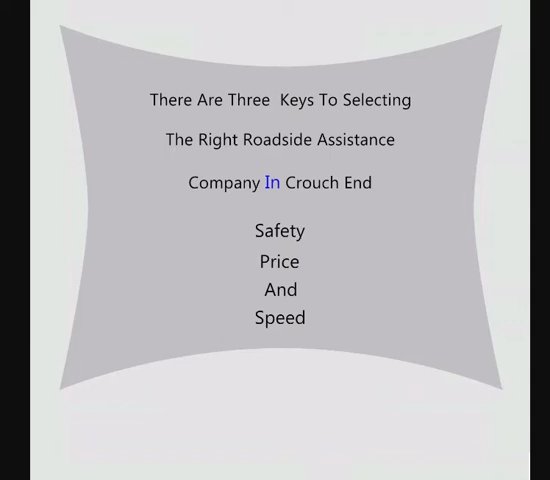 There Are Three  Keys To Selecting
The Right Roadside Assistance
Company In Crouch End
Safety
Price
And
Speed